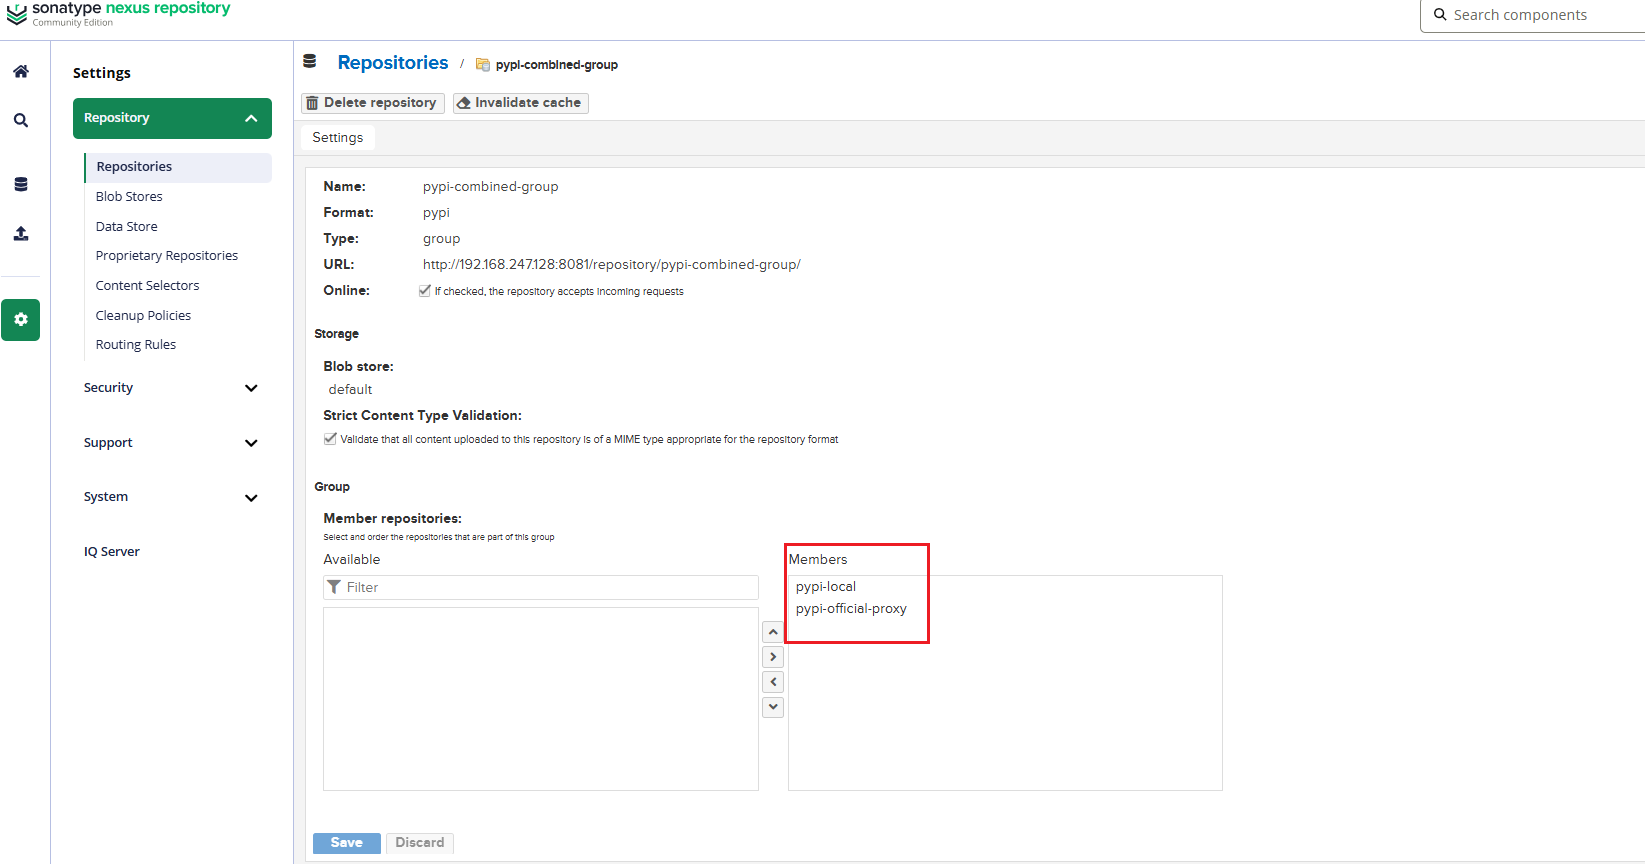 sonatype nexus repository
Community Edition
Search components
Settings
Repository
Repositories
Blob Stores
Data Store
Proprietary Repositories
Content Selectors
Cleanup Policies
Routing Rules
Security
Support
System
IQ Server
Repositories / pypi-combined-group
Delete repository Invalidate cache
Settings
Name: pypi-combined-group
Format: pypi
Type: group
URL: http://192.168.247.128:8081/repository/pypi-combined-group/
Online: If checked, the repository accepts incoming requests
Storage
Blob store:
default
Strict Content Type Validation:
Validate that all content uploaded to this repository is of a MIME type appropriate for the repository format
Group
Member repositories:
Select and order the repositories that are part of this group
Available
Filter
Members
pypi-local
pypi-official-proxy
Save Discard